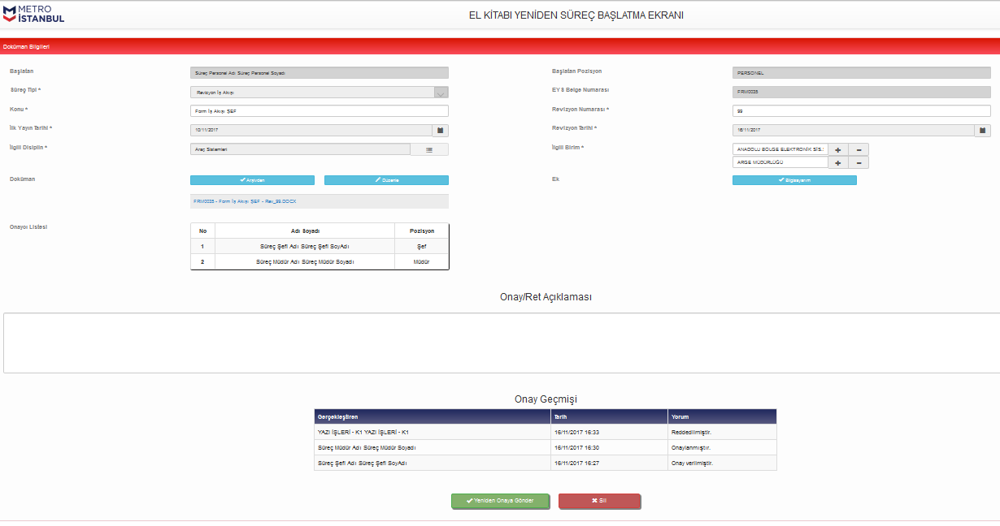 METRO
İSTANBUL
EL KİTABI YENİDEN SÜREÇ BAŞLATMA EKRANI
Doküman Bilgileri
Başlatan
Süreç Personel Adı Süreç Personel Soyadı
Başlatan Pozisyon
PERSONEL
Süreç Tipi *
Revizyon İş Akışı
EYS Belge Numarası
FRM0025
Konu *
Form İş Akışı ŞEF
Revizyon Numarası *
99
İlk Yayın Tarihi *
10/11/2017
Revizyon Tarihi *
16/11/2017
İlgili Disiplin *
Araç Sistemleri
İlgili Birim *
ANADOLU BÖLGE ELEKTRONİK SİS.
ARGE MÜDÜRLÜĞÜ
Doküman
Arşivden
Düzenle
Ek
Bilgisayarım
FRM0025 - Form İş Akışı ŞEF - Rev_99.DOCX
Onaycı Listesi
No Adı Soyadı Pozisyon
1 Süreç Şefi Adı Süreç Şefi SoyAdı Şef
2 Süreç Müdür Adı Süreç Müdür Soyadı Müdür
Onay/Ret Açıklaması
Onay Geçmişi
Gerçekleştiren Tarih Yorum
YAZI İŞLERİ - K1 YAZI İŞLERİ - K1 16/11/2017 16:33 Reddedilmiştir.
Süreç Müdür Adı Süreç Müdür Soyadı 16/11/2017 16:30 Onaylanmıştır.
Süreç Şefi Adı Süreç Şefi SoyAdı 16/11/2017 16:27 Onay verilmiştir.
Yeniden Onaya Gönder
Sil